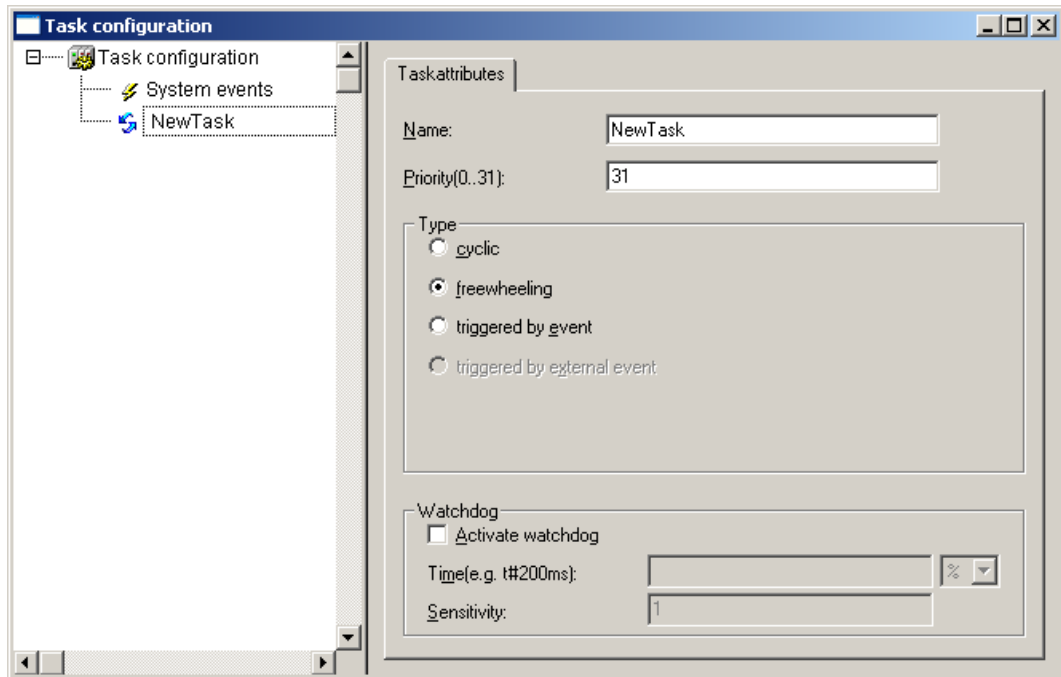 Task configuration
Task configuration
System events
NewTask
Taskattributes
Name: NewTask
Priority(0..31): 31
Type
cyclic
freewheeling
triggered by event
triggered by external event
Watchdog
Activate watchdog
Time(e.g. t#200ms): %
Sensitivity: 1